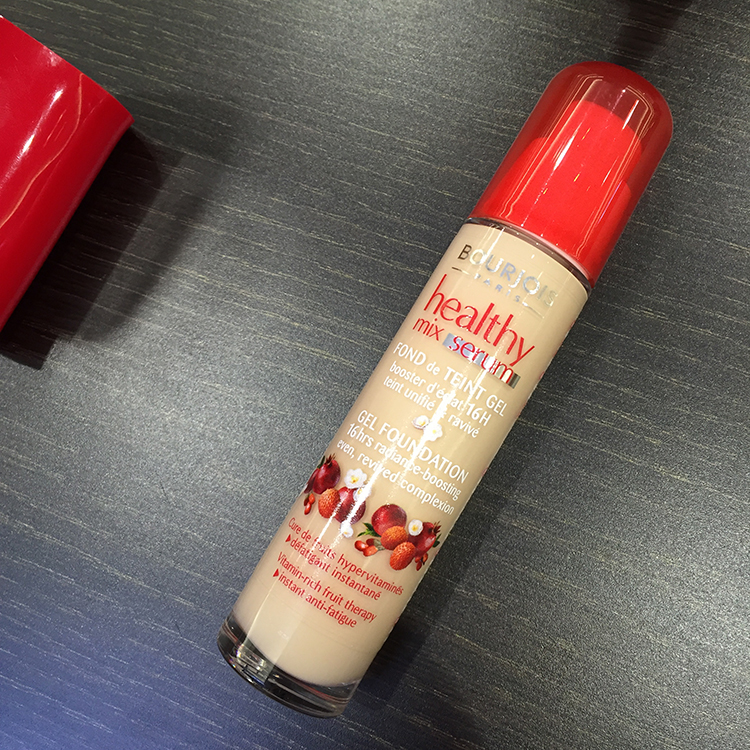 BOURJOIS
PARIS
healthy
mix serum
FOND de TEINT GEL
booster d'éclat 16H
teint unifié & ravivé
GEL FOUNDATION
16hrs radiance-boosting
even, revived complexion
Cure de fruits hypervitaminés
▶défatigant instantané
Vitamin-rich fruit therapy
▶instant anti-fatigue